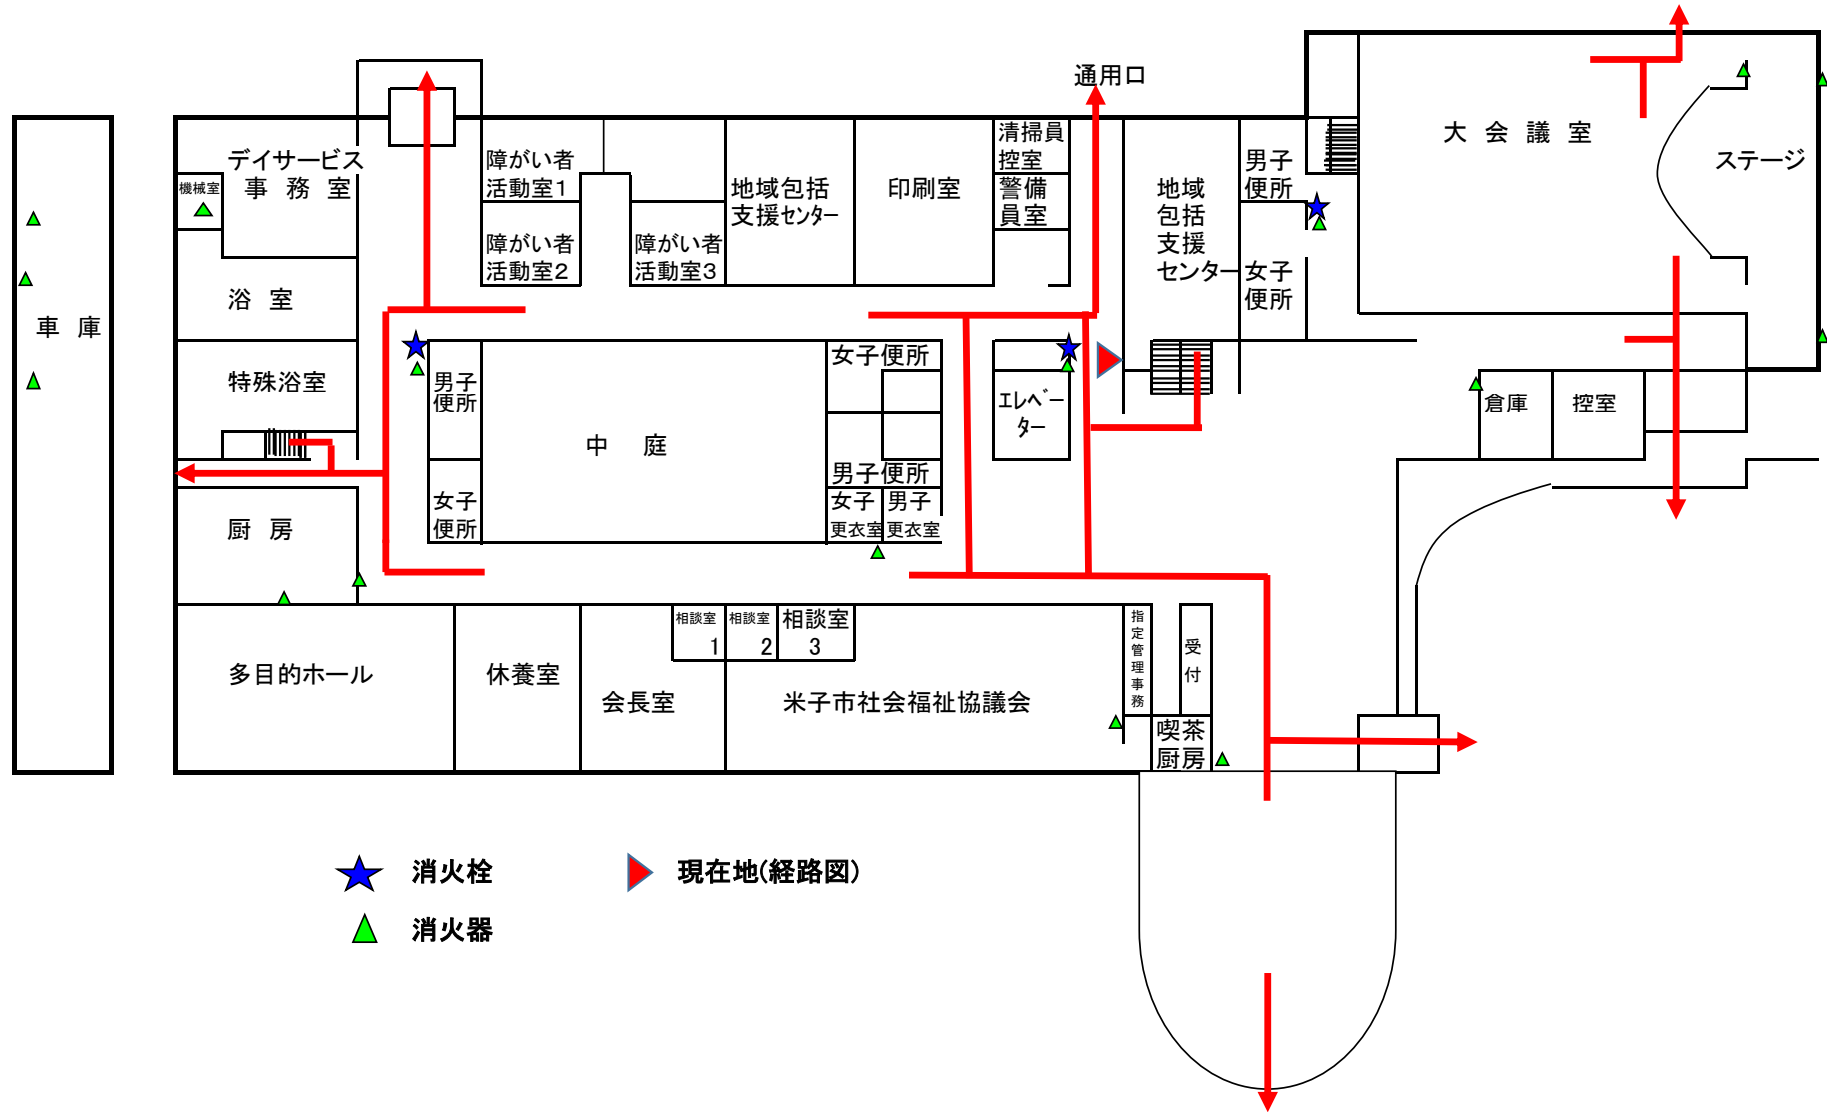 通用口
清掃員
控室
大 会 議 室
デイサービス
事 務 室
障がい者
活動室1
男子
便所
ステージ
機械室
地域包括
支援センター
印刷室
警備
員室
地域
包括
支援
センター
障がい者
活動室2
障がい者
活動室3
女子
便所
浴 室
車 庫
女子便所
特殊浴室
男子
便所
エレベー
ター
倉庫
控室
中 庭
男子便所
女子
便所
女子
更衣室
男子
更衣室
厨 房
相談室
1
相談室
2
相談室
3
指定管理事務
受付
多目的ホール
休養室
会長室
米子市社会福祉協議会
喫茶
厨房
消火栓
現在地(経路図)
消火器